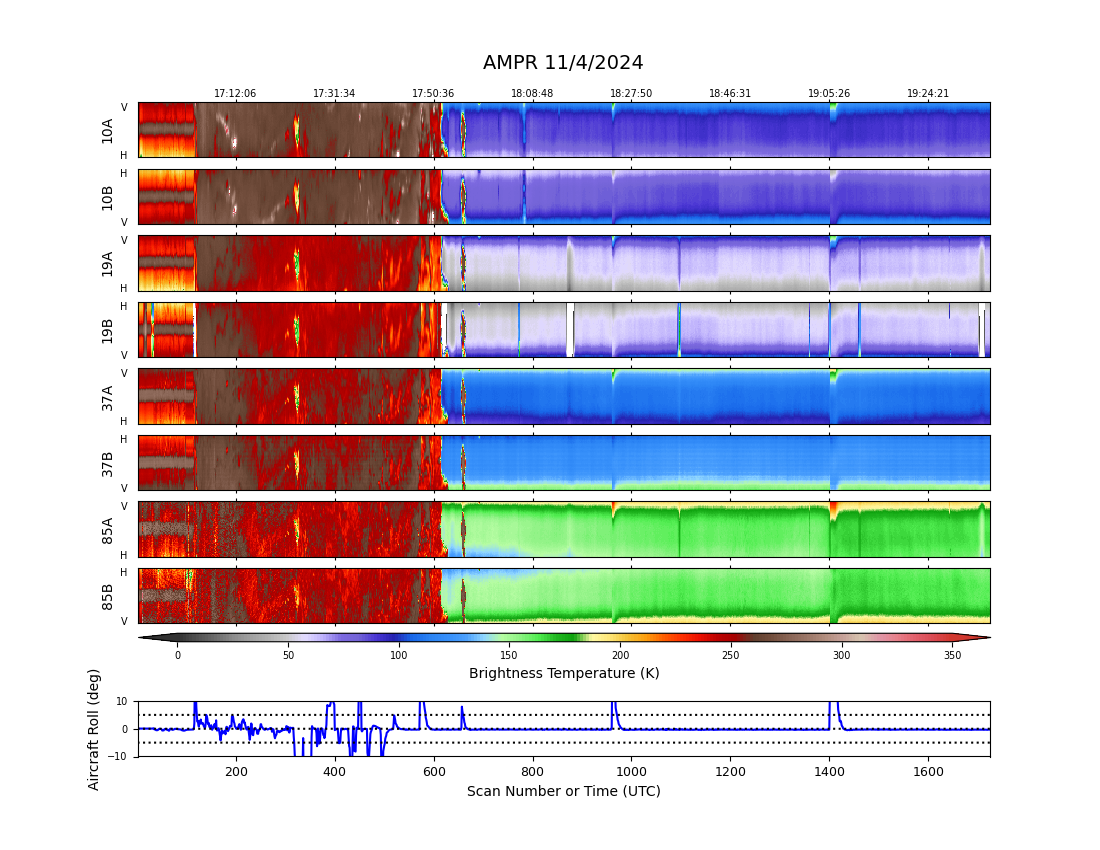 AMPR 11/4/2024
17:12:06 17:31:34 17:50:36 18:08:48 18:27:50 18:46:31 19:05:26 19:24:21
V
10A
H
H
10B
V
V
19A
H
H
19B
V
V
37A
H
H
37B
V
V
85A
H
H
85B
V
0 50 100 150 200 250 300 350
Brightness Temperature (K)
Aircraft Roll (deg)
10
0
−10
200 400 600 800 1000 1200 1400 1600
Scan Number or Time (UTC)